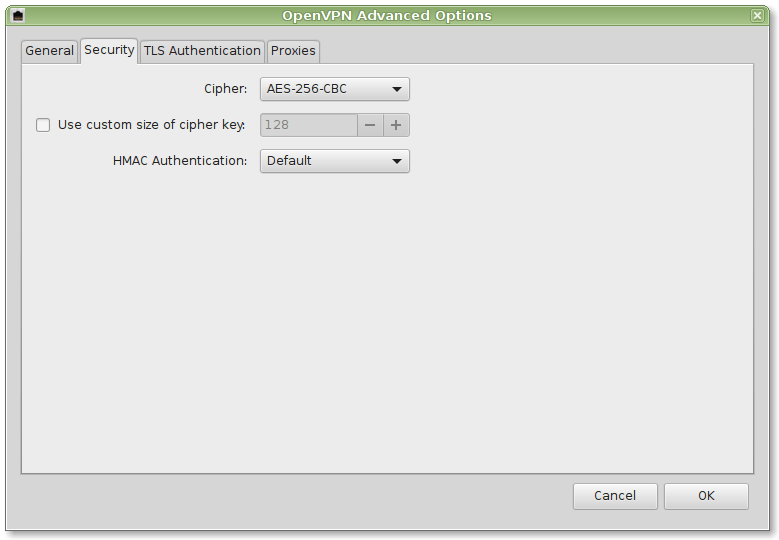 OpenVPN Advanced Options
General Security TLS Authentication Proxies
Cipher: AES-256-CBC
Use custom size of cipher key: 128
HMAC Authentication: Default
Cancel OK